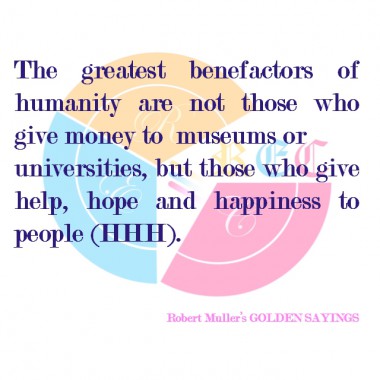 The greatest benefactors of
humanity are not those who
give money to museums or
universities, but those who give
help, hope and happiness to
people (HHH).
Robert Muller's GOLDEN SAYINGS